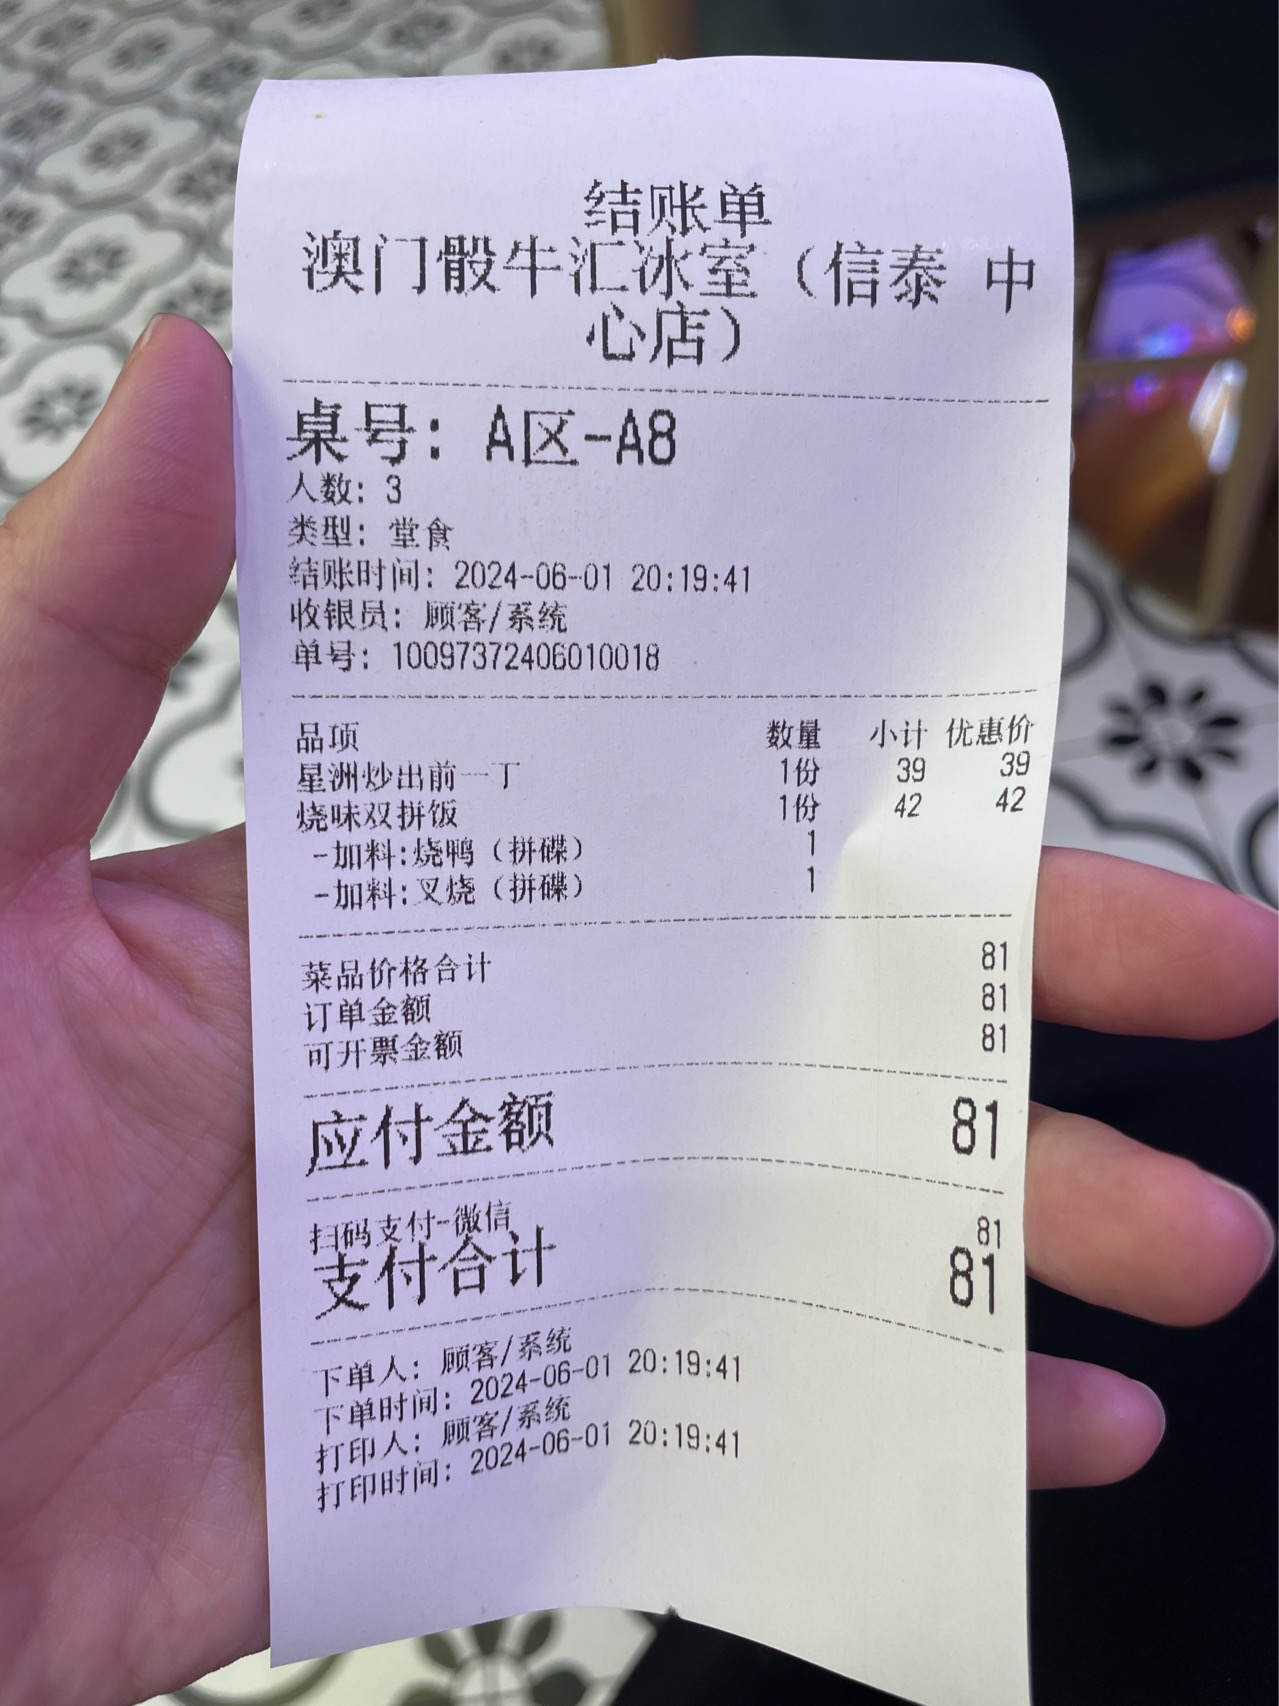 结账单
澳门骰牛汇冰室（信泰 中
心店）
桌号: A区-A8
人数: 3
类型: 堂食
结账时间: 2024-06-01 20:19:41
收银员: 顾客/系统
单号: 10097372406010018
品项 数量 小计 优惠价
星洲炒出前一丁 1份 39 39
烧味双拼饭 1份 42 42
-加料:烧鸭（拼碟） 1
-加料:叉烧（拼碟） 1
菜品价格合计 81
订单金额 81
可开票金额 81
应付金额 81
扫码支付-微信 81
支付合计 81
下单人: 顾客/系统
下单时间: 2024-06-01 20:19:41
打印人: 顾客/系统
打印时间: 2024-06-01 20:19:41